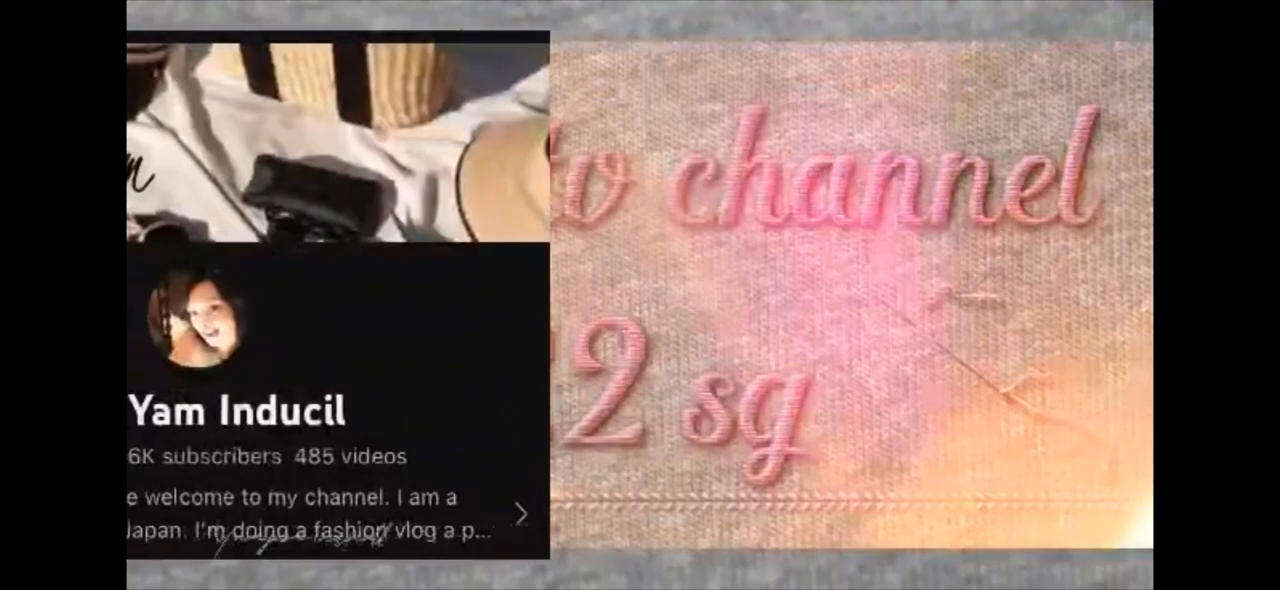 Yam Inducil
6K subscribers 485 videos
e welcome to my channel. I am a
Japan. I'm doing a fashion vlog a p...
channel
2 sg